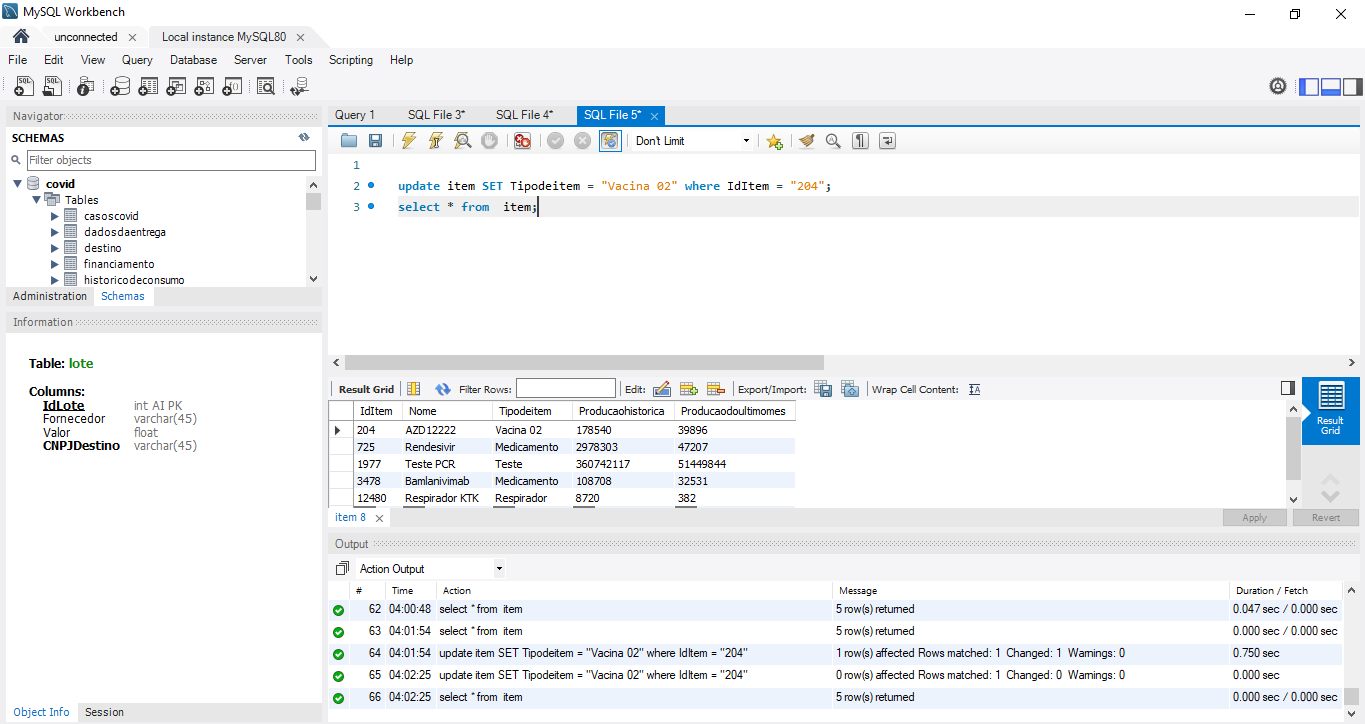 MySQL Workbench
unconnected
Local instance MySQL80
File Edit View Query Database Server Tools Scripting Help
Navigator
SCHEMAS
Filter objects
covid
Tables
casoscovid
dadosdaentrega
destino
financiamento
historicodeconsumo
Administration Schemas
Information
Table: lote
Columns:
IdLote int AI PK
Fornecedor varchar(45)
Valor float
CNPJDestino varchar(45)
Object Info Session
Query 1 SQL File 3* SQL File 4* SQL File 5*
Don't Limit
1
2 update item SET Tipodeitem = "Vacina 02" where IdItem = "204";
3 select * from  item;
Result Grid Filter Rows: Edit: Export/Import: Wrap Cell Content:
IdItem Nome Tipodeitem Producaohistorica Producaodoultimomes
204 AZD12222 Vacina 02 178540 39896
725 Rendesivir Medicamento 2978303 47207
1977 Teste PCR Teste 360742117 51449844
3478 Bamlanivimab Medicamento 108708 32531
12480 Respirador KTK Respirador 8720 382
Result
Grid
item 8
Apply Revert
Output
Action Output
# Time Action Message Duration / Fetch
62 04:00:48 select * from  item 5 row(s) returned 0.047 sec / 0.000 sec
63 04:01:54 select * from  item 5 row(s) returned 0.000 sec / 0.000 sec
64 04:01:54 update item SET Tipodeitem = "Vacina 02" where IdItem = "204" 1 row(s) affected Rows matched: 1  Changed: 1  Warnings: 0 0.750 sec
65 04:02:25 update item SET Tipodeitem = "Vacina 02" where IdItem = "204" 0 row(s) affected Rows matched: 1  Changed: 0  Warnings: 0 0.000 sec
66 04:02:25 select * from  item 5 row(s) returned 0.000 sec / 0.000 sec